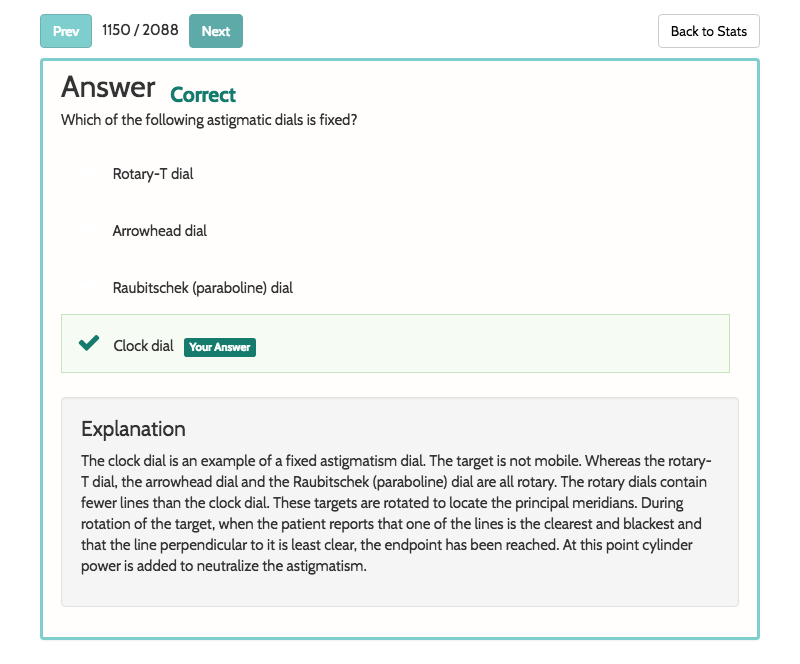 Prev 1150 / 2088 Next Back to Stats
Answer Correct
Which of the following astigmatic dials is fixed?
Rotary-T dial
Arrowhead dial
Raubitschek (paraboline) dial
Clock dial Your Answer
Explanation
The clock dial is an example of a fixed astigmatism dial. The target is not mobile. Whereas the rotary-
T dial, the arrowhead dial and the Raubitschek (paraboline) dial are all rotary. The rotary dials contain
fewer lines than the clock dial. These targets are rotated to locate the principal meridians. During
rotation of the target, when the patient reports that one of the lines is the clearest and blackest and
that the line perpendicular to it is least clear, the endpoint has been reached. At this point cylinder
power is added to neutralize the astigmatism.